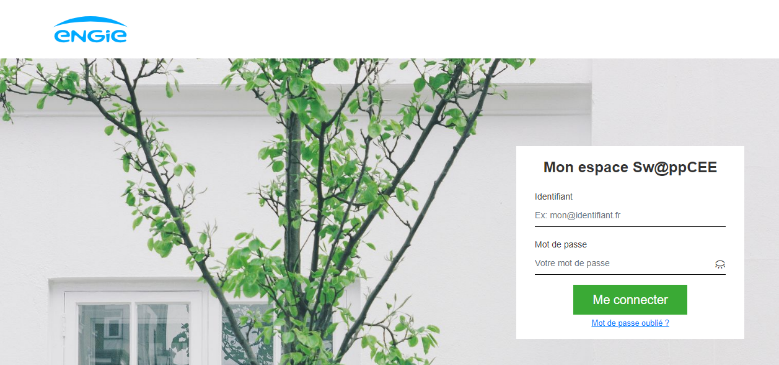 ENGIE
Mon espace Sw@ppCEE
Identifiant
Ex: mon@identifiant.fr
Mot de passe
Votre mot de passe
Me connecter
Mot de passe oublié ?